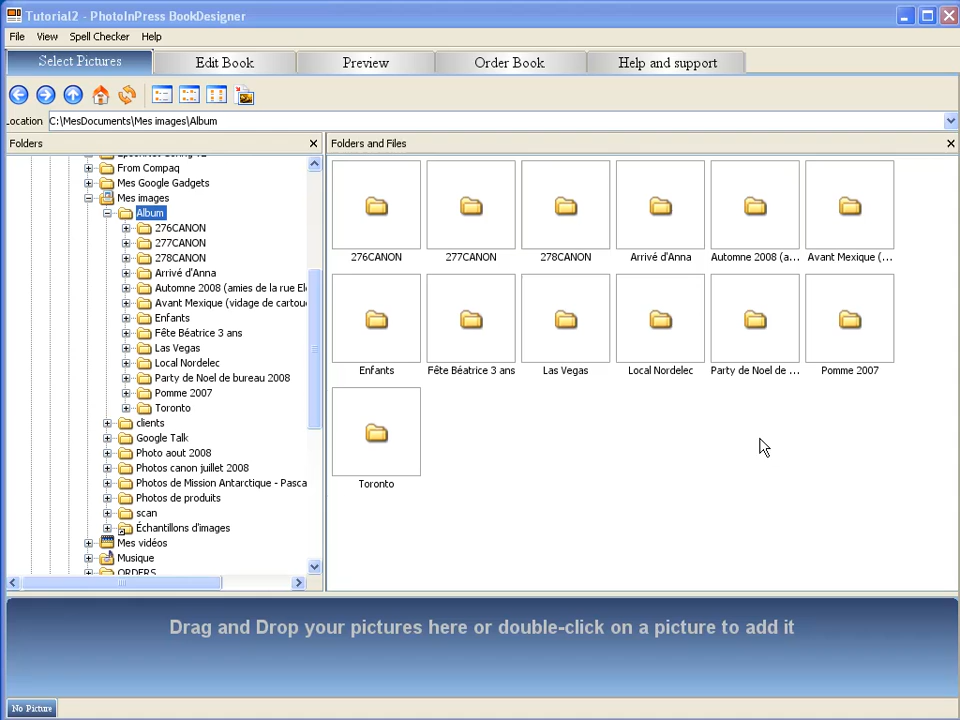 Tutorial2 - PhotoInPress BookDesigner
File View Spell Checker Help
Select Pictures Edit Book Preview Order Book Help and support
Location C:\MesDocuments\Mes images\Album
Folders
From Compaq
Mes Google Gadgets
Mes images
Album
276CANON
277CANON
278CANON
Arrivé d'Anna
Automne 2008 (amies de la rue El
Avant Mexique (vidage de cartou
Enfants
Fête Béatrice 3 ans
Las Vegas
Local Nordelec
Party de Noel de bureau 2008
Pomme 2007
Toronto
clients
Google Talk
Photo aout 2008
Photos canon juillet 2008
Photos de Mission Antarctique - Pasca
Photos de produits
scan
Échantillons d'images
Mes vidéos
Musique
ORDERS
Folders and Files
276CANON 277CANON 278CANON Arrivé d'Anna Automne 2008 (a... Avant Mexique (...
Enfants Fête Béatrice 3 ans Las Vegas Local Nordelec Party de Noel de ... Pomme 2007
Toronto
Drag and Drop your pictures here or double-click on a picture to add it
No Picture